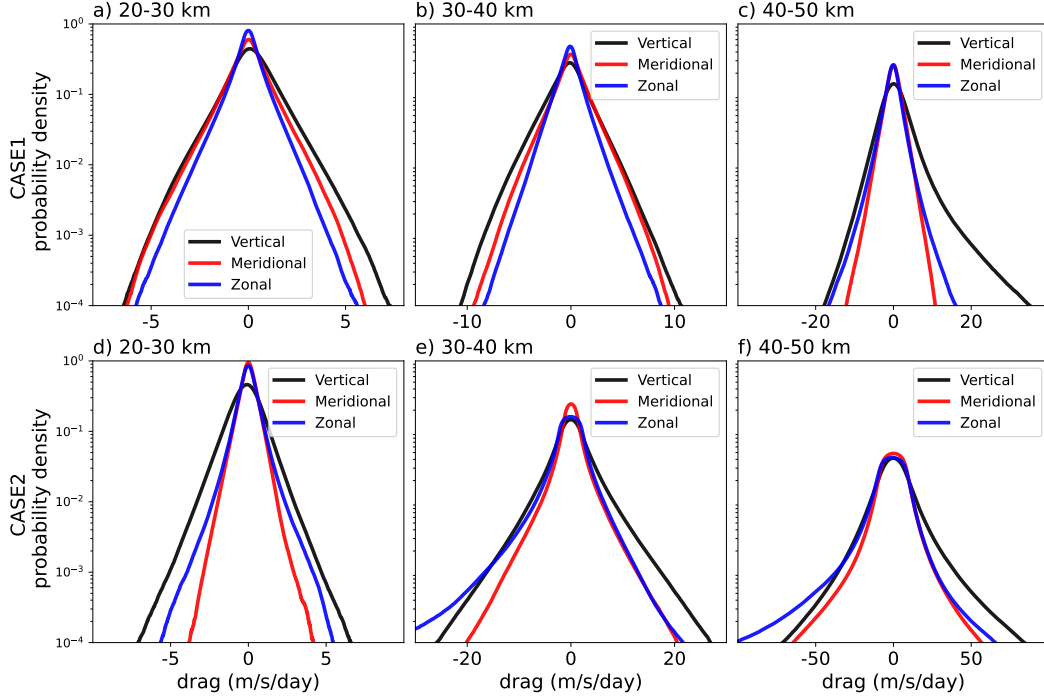 a) 20-30 km
b) 30-40 km
c) 40-50 km
CASE1
probability density
10⁰
10⁻¹
10⁻²
10⁻³
10⁻⁴
Vertical
Meridional
Zonal
Vertical
Meridional
Zonal
Vertical
Meridional
Zonal
-5 0 5
-10 0 10
-20 0 20
d) 20-30 km
e) 30-40 km
f) 40-50 km
CASE2
probability density
10⁰
10⁻¹
10⁻²
10⁻³
10⁻⁴
Vertical
Meridional
Zonal
Vertical
Meridional
Zonal
Vertical
Meridional
Zonal
-5 0 5
-20 0 20
-50 0 50
drag (m/s/day)
drag (m/s/day)
drag (m/s/day)